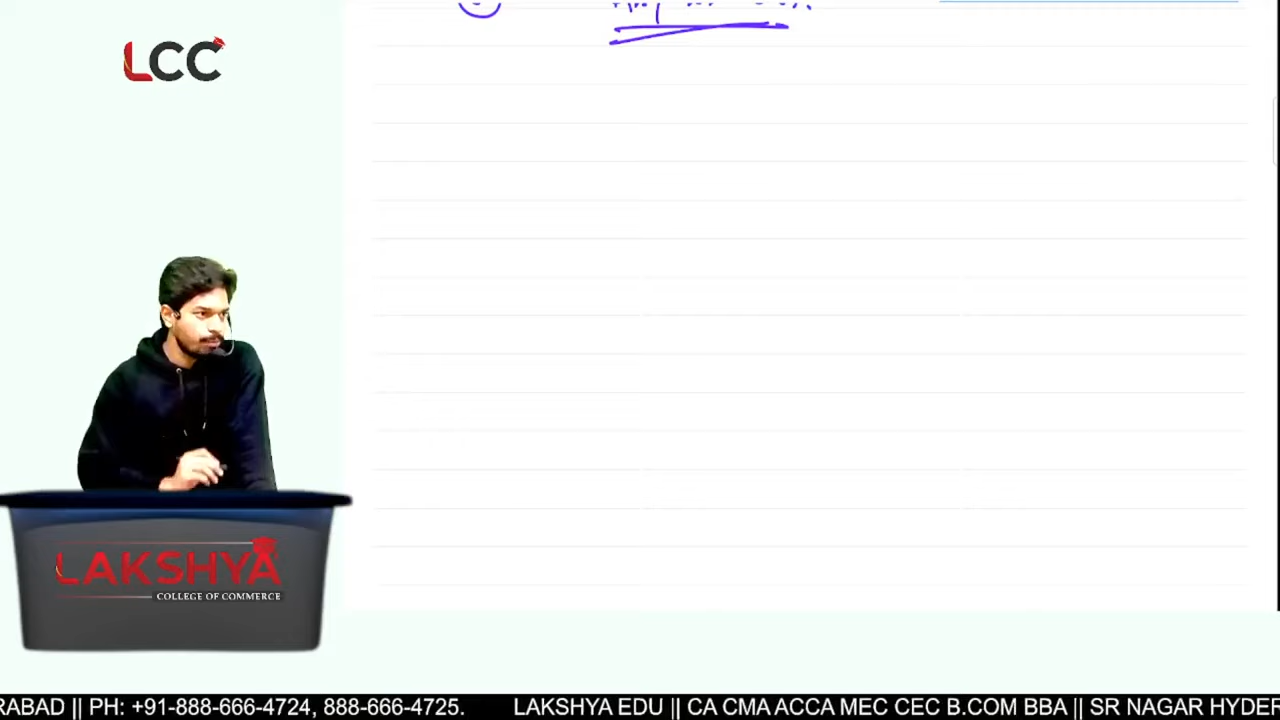 LCC
LAKSHYA
COLLEGE OF COMMERCE
RABAD || PH: +91-888-666-4724, 888-666-4725. LAKSHYA EDU || CA CMA ACCA MEC CEC B.COM BBA || SR NAGAR HYDER